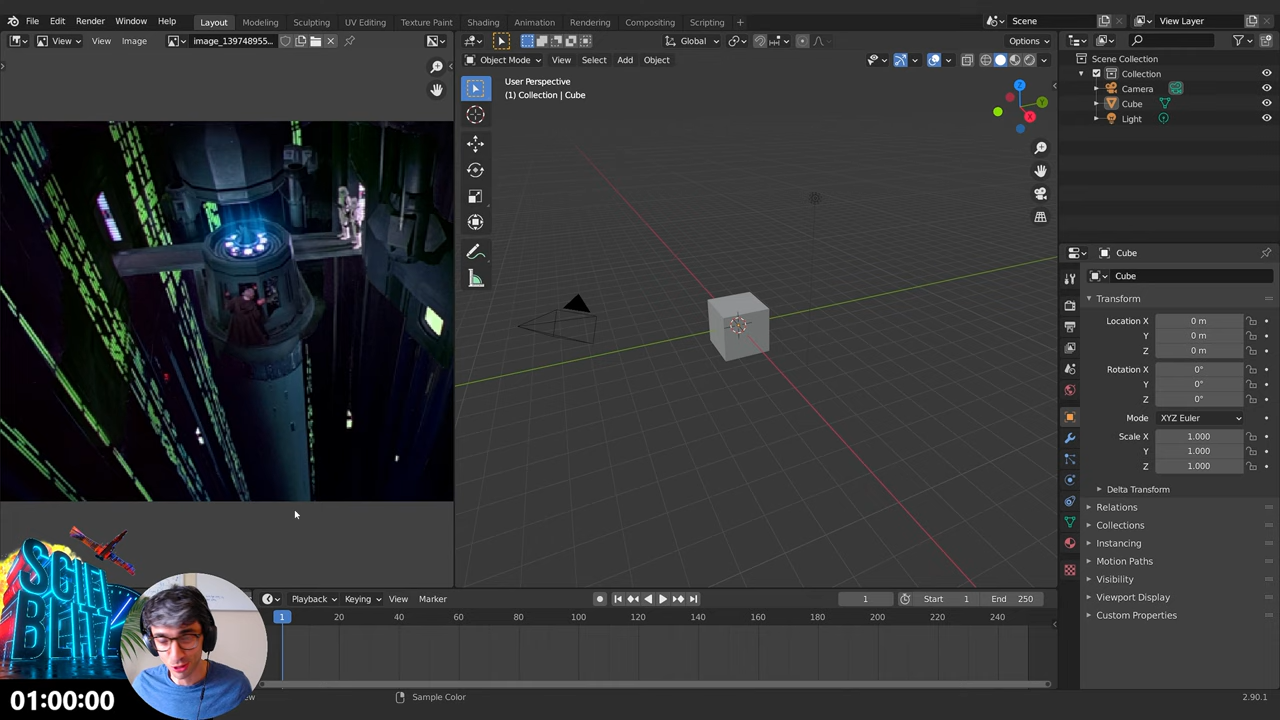 File Edit Render Window Help Layout Modeling Sculpting UV Editing Texture Paint Shading Animation Rendering Compositing Scripting + Scene View Layer
View View Image image_139748955... Global Options
Object Mode View Select Add Object
User Perspective
(1) Collection | Cube
Z
Y
X
Scene Collection
Collection
Camera
Cube
Light
Cube
Cube
Transform
Location X 0 m
Y 0 m
Z 0 m
Rotation X 0°
Y 0°
Z 0°
Mode XYZ Euler
Scale X 1.000
Y 1.000
Z 1.000
Delta Transform
Relations
Collections
Instancing
Motion Paths
Visibility
Viewport Display
Custom Properties
Playback Keying View Marker 1 Start 1 End 250
1 20 40 60 80 100 120 140 160 180 200 220 240
SCIFI
BLITZ
01:00:00
Sample Color
2.90.1